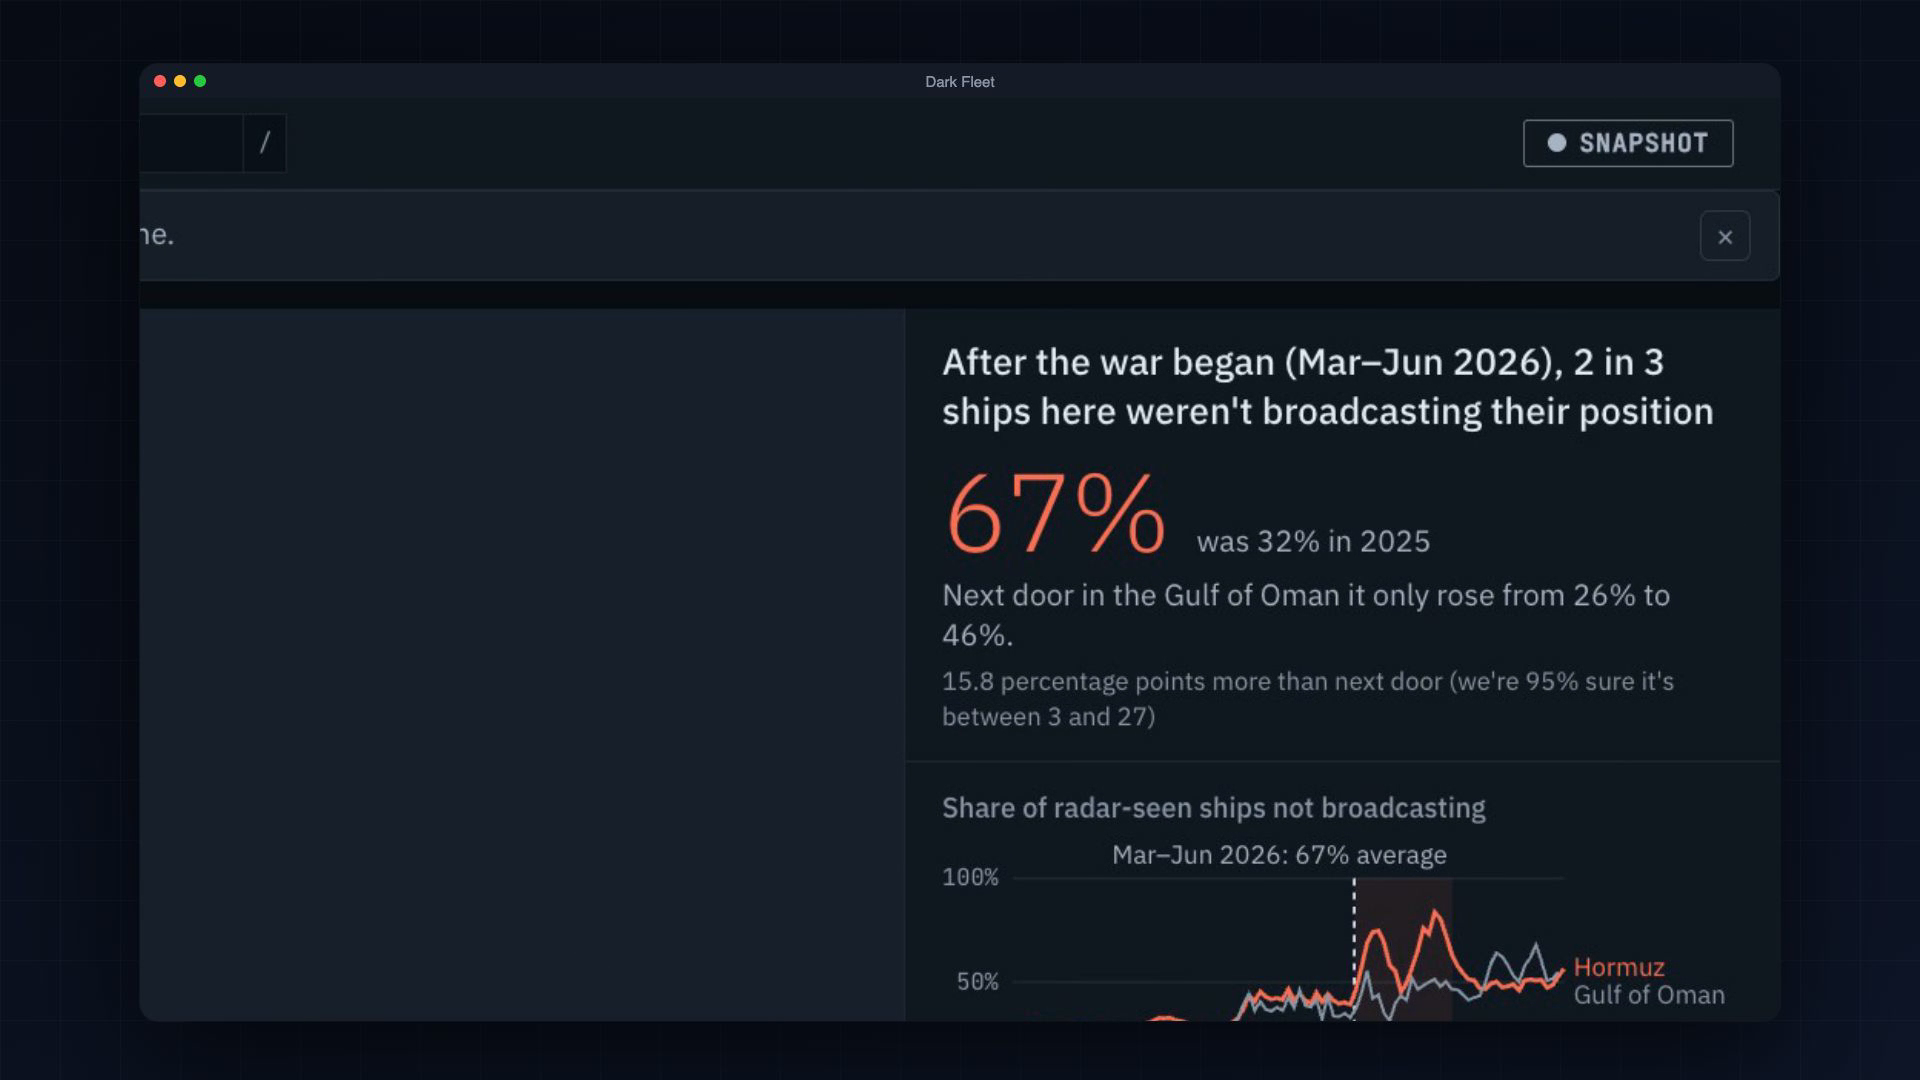 Dark Fleet
/
SNAPSHOT
ne.
×
After the war began (Mar–Jun 2026), 2 in 3
ships here weren't broadcasting their position
67%
was 32% in 2025
Next door in the Gulf of Oman it only rose from 26% to
46%.
15.8 percentage points more than next door (we're 95% sure it's
between 3 and 27)
Share of radar-seen ships not broadcasting
Mar–Jun 2026: 67% average
100%
50%
Hormuz
Gulf of Oman